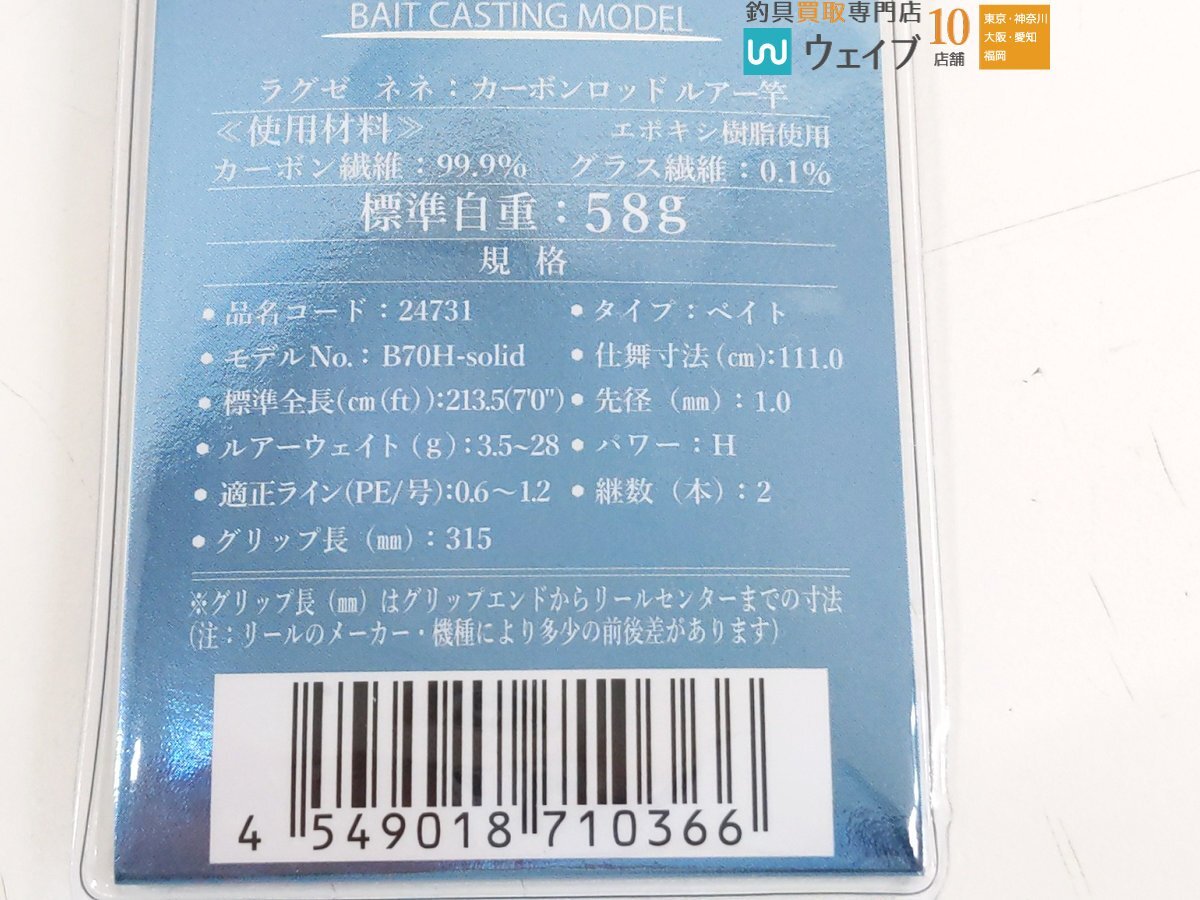 BAIT CASTING MODEL
釣具買取専門店
ウェイブ
10
店舗
東京・神奈川
大阪・愛知
福岡
ラグゼ ネネ：カーボンロッド ルアー竿
≪使用材料≫ エポキシ樹脂使用
カーボン繊維：99.9% グラス繊維：0.1%
標準自重：58g
規 格
• 品名コード：24731 • タイプ：ベイト
• モデルNo.：B70H-solid • 仕舞寸法(cm):111.0
• 標準全長(cm(ft)):213.5(7'0") • 先径 (mm)：1.0
• ルアーウェイト(g):3.5~28 • パワー：H
• 適正ライン(PE/号):0.6～1.2 • 継数 (本)：2
• グリップ長 (mm)：315
※グリップ長(mm)はグリップエンドからリールセンターまでの寸法
(注：リールのメーカー・機種により多少の前後差があります)
4 549018 710366